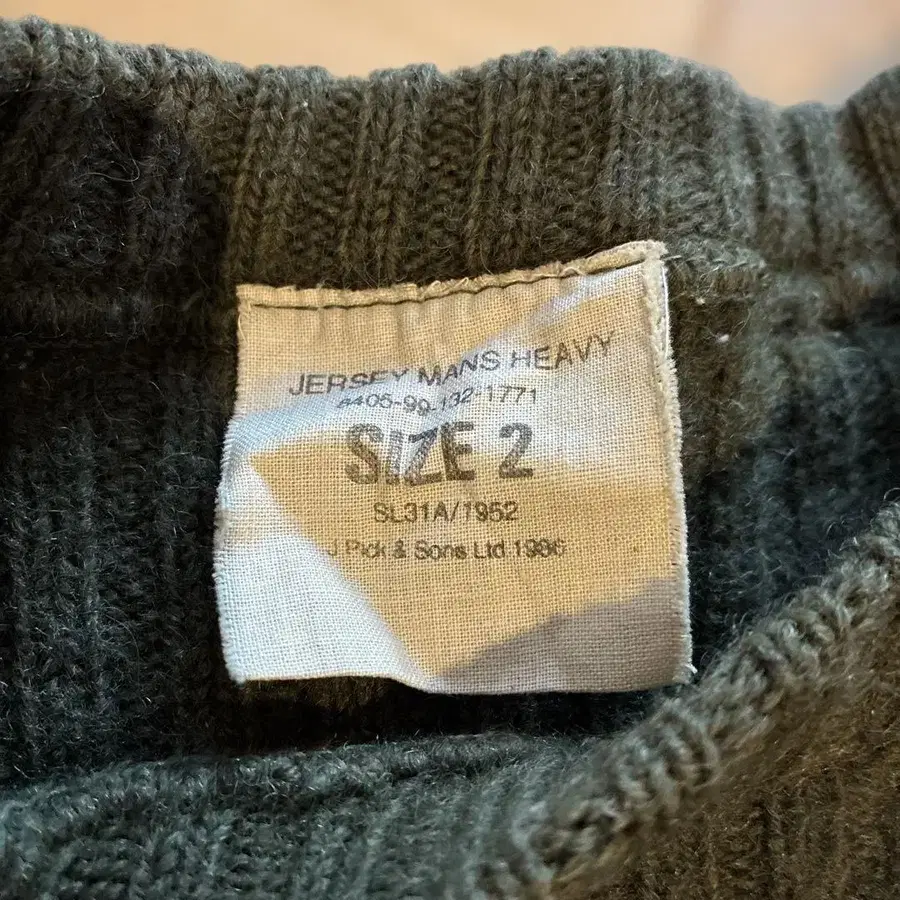 JERSEY MANS HEAVY
8405-99-132-1771
SIZE 2
SL31A/1952
J Pick & Sons Ltd 1986